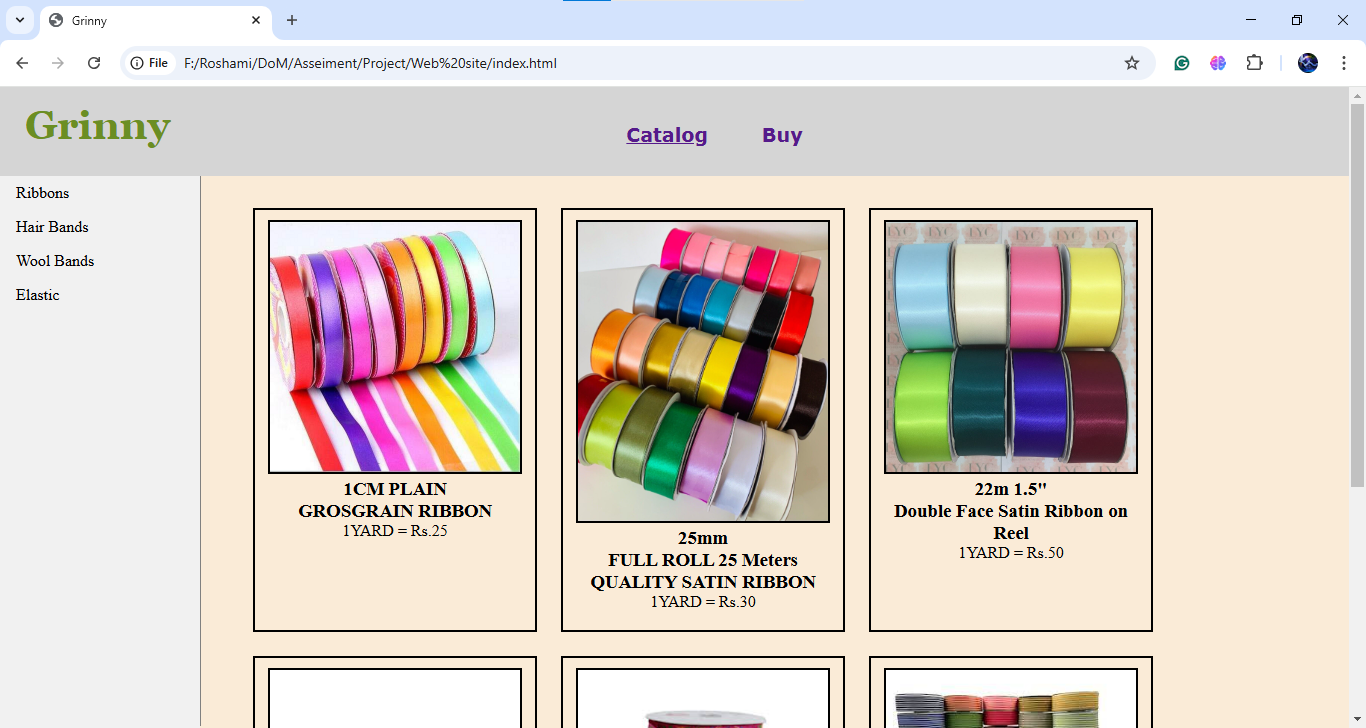 Grinny
File F:/Roshami/DoM/Asseiment/Project/Web%20site/index.html
Grinny
Catalog Buy
Ribbons
Hair Bands
Wool Bands
Elastic
1CM PLAIN
GROSGRAIN RIBBON
1YARD = Rs.25
25mm
FULL ROLL 25 Meters
QUALITY SATIN RIBBON
1YARD = Rs.30
22m 1.5"
Double Face Satin Ribbon on
Reel
1YARD = Rs.50